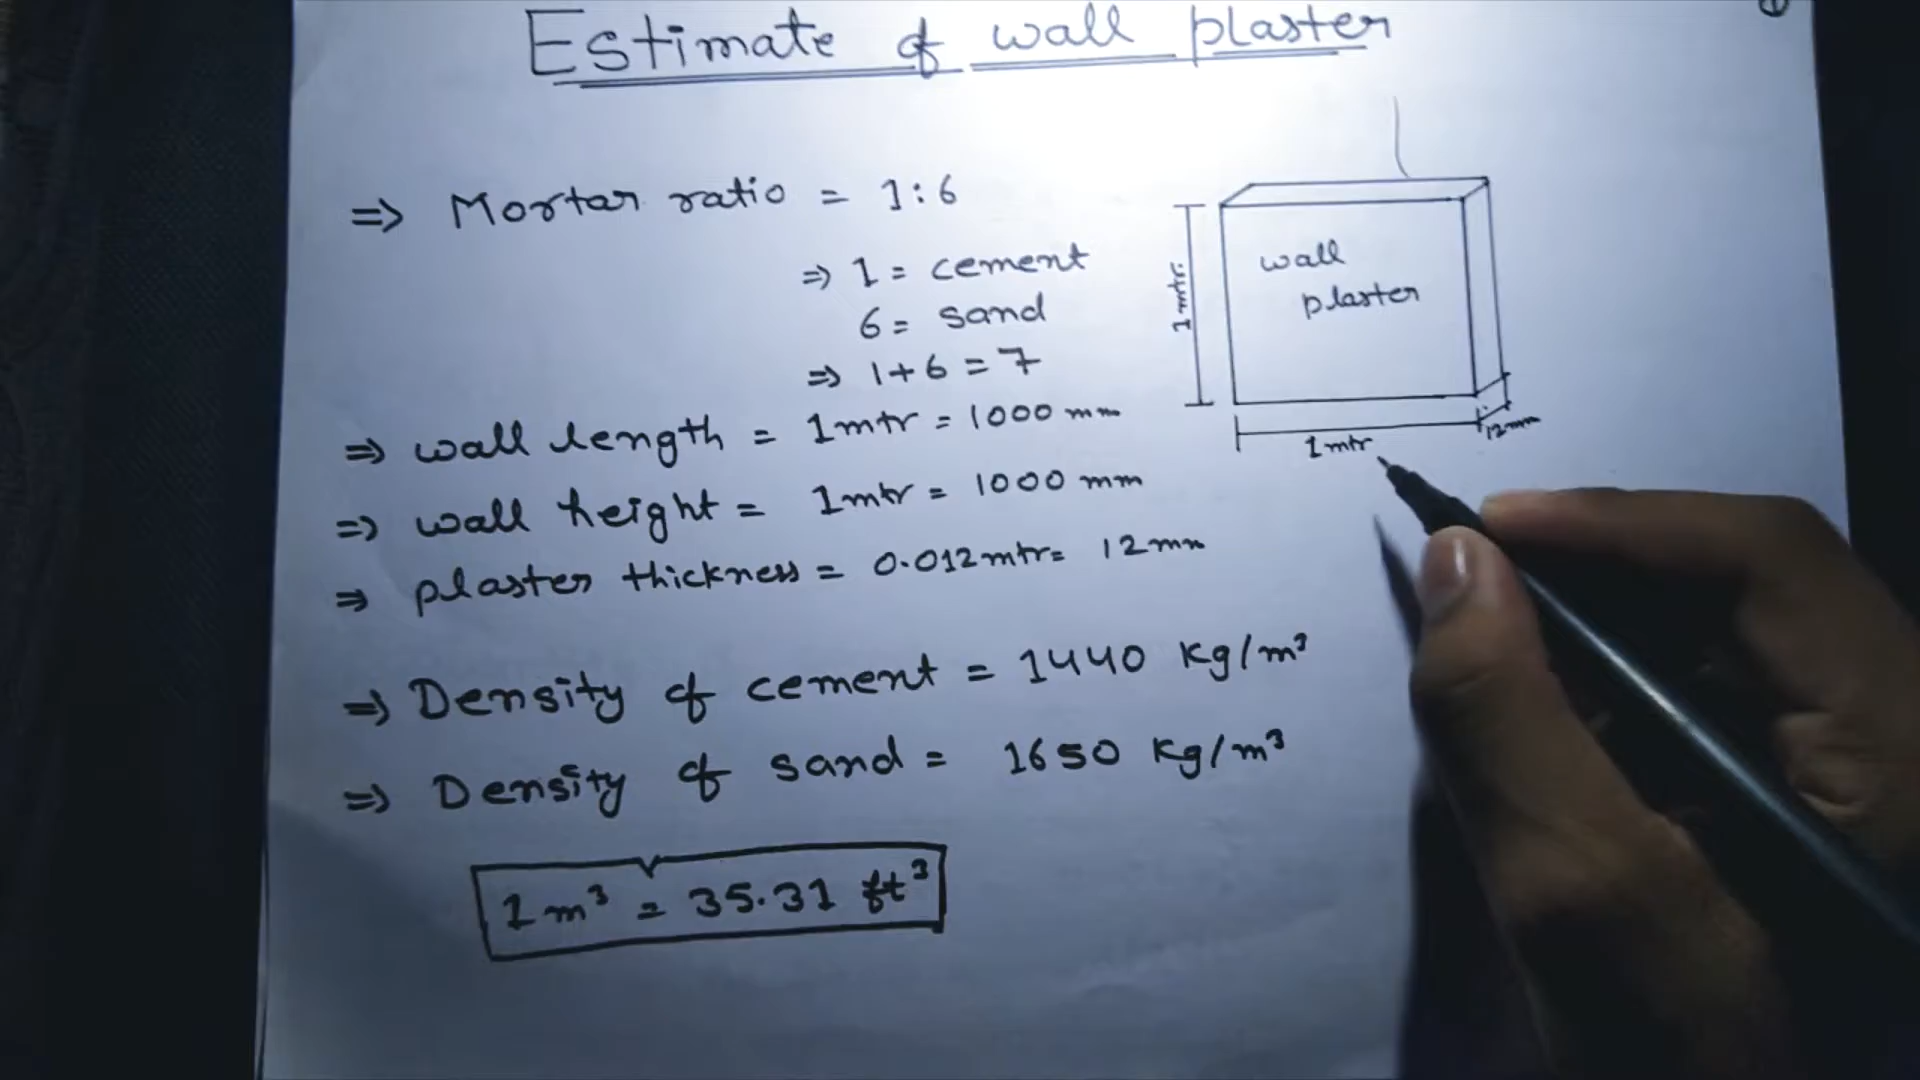 Estimate of wall plaster
⇒ Mortar ratio = 1:6
⇒ 1 = cement
6 = sand
⇒ 1+6 = 7
⇒ wall length = 1mtr = 1000 mm
⇒ wall height = 1mtr = 1000 mm
⇒ plaster thickness = 0.012mtr = 12mm
⇒ Density of cement = 1440 Kg/m³
⇒ Density of sand = 1650 Kg/m³
1m³ = 35.31 ft³
1mtr.
wall
plaster
1mtr
12mm